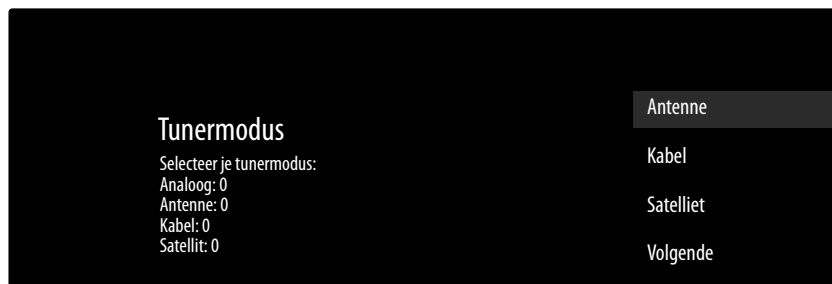 Tunermodus
Selecteer je tunermodus:
Analoog: 0
Antenne: 0
Kabel: 0
Satellit: 0
Antenne
Kabel
Satelliet
Volgende